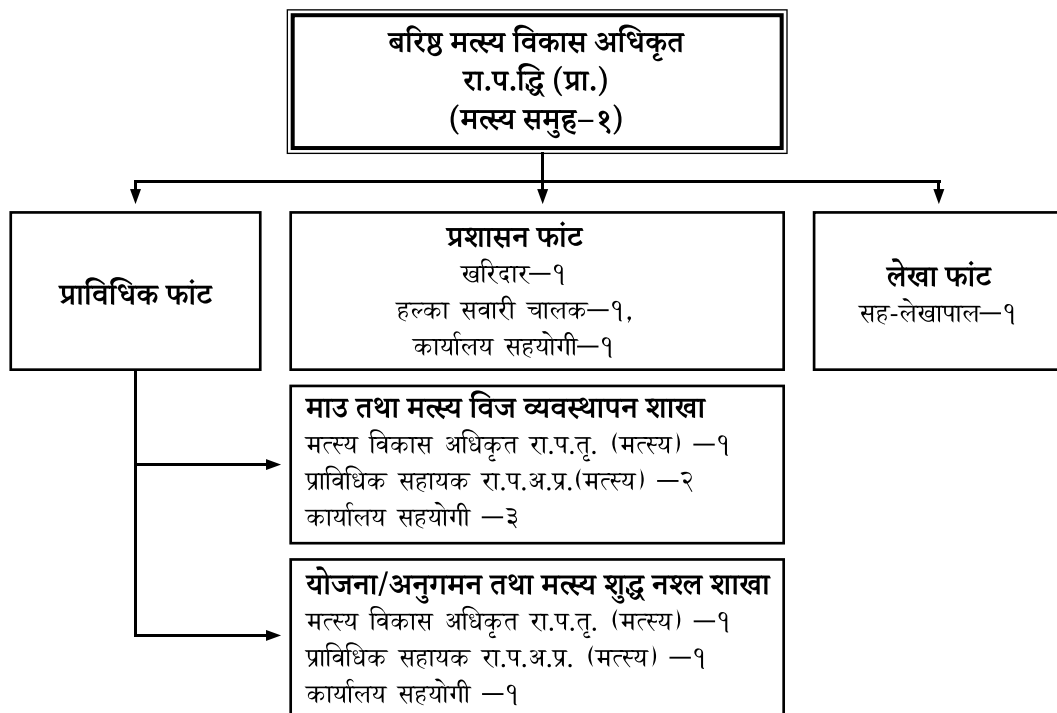 बरिष्ठ मत्स्य विकास अधिकृत
रा.प.द्धि (प्रा.)
(मत्स्य समुह–१)
प्राविधिक फांट
प्रशासन फांट
खरिदार—१
हल्का सवारी चालक—१,
कार्यालय सहयोगी—१
लेखा फांट
सह-लेखापाल—१
माउ तथा मत्स्य विज व्यवस्थापन शाखा
मत्स्य विकास अधिकृत रा.प.तृ. (मत्स्य) —१
प्राविधिक सहायक रा.प.अ.प्र.(मत्स्य) —२
कार्यालय सहयोगी —३
योजना/अनुगमन तथा मत्स्य शुद्ध नश्ल शाखा
मत्स्य विकास अधिकृत रा.प.तृ. (मत्स्य) —१
प्राविधिक सहायक रा.प.अ.प्र. (मत्स्य) —१
कार्यालय सहयोगी —१